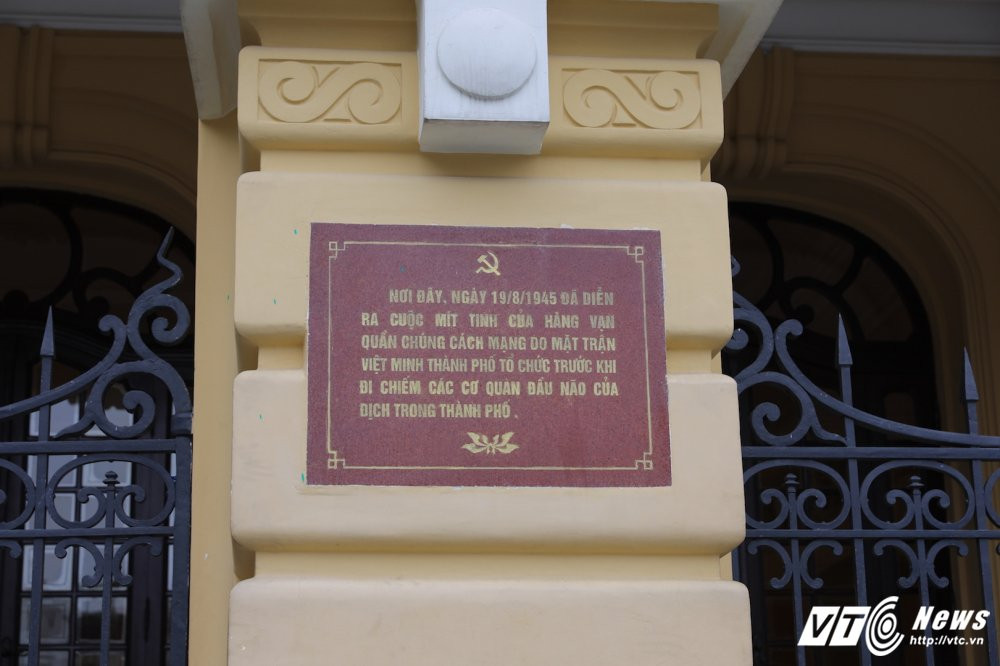 NƠI ĐÂY, NGÀY 19/8/1945 ĐÃ DIỄN
RA CUỘC MÍT TINH CỦA HÀNG VẠN
QUẦN CHÚNG CÁCH MẠNG DO MẶT TRẬN
VIỆT MINH THÀNH PHỐ TỔ CHỨC TRƯỚC KHI
ĐI CHIẾM CÁC CƠ QUAN ĐẦU NÃO CỦA
ĐỊCH TRONG THÀNH PHỐ.
VTC News
http://vtc.vn